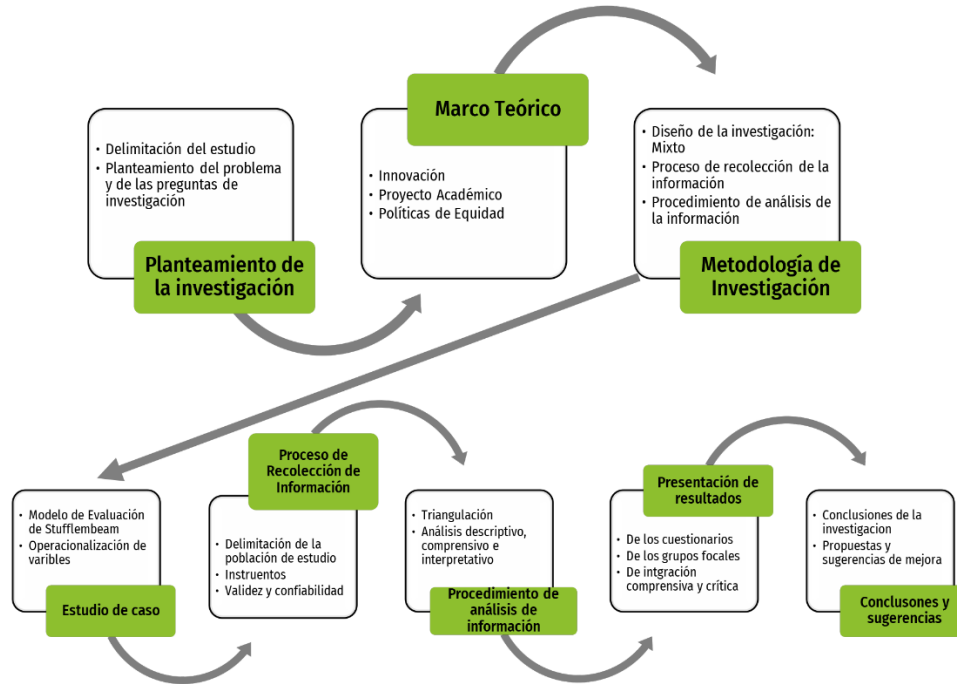 • Delimitación del estudio
• Planteamiento del problema
y de las preguntas de
investigación
Planteamiento de
la investigación
Marco Teórico
• Innovación
• Proyecto Académico
• Políticas de Equidad
• Diseño de la investigación:
Mixto
• Proceso de recolección de la
información
• Procedimiento de análisis de
la información
Metodología de
Investigación
• Modelo de Evaluación
de Stufflembeam
• Operacionalización de
varibles
Estudio de caso
Proceso de
Recolección de
Información
• Delimitación de la
población de estudio
• Instruentos
• Validez y confiabilidad
• Triangulación
• Análisis descriptivo,
comprensivo e
interpretativo
Procedimiento de
análisis de
información
Presentación de
resultados
• De los cuestionarios
• De los grupos focales
• De intgración
comprensiva y crítica
• Conclusiones de la
investigacion
• Propuestas y
sugerencias de mejora
Conclusones y
sugerencias